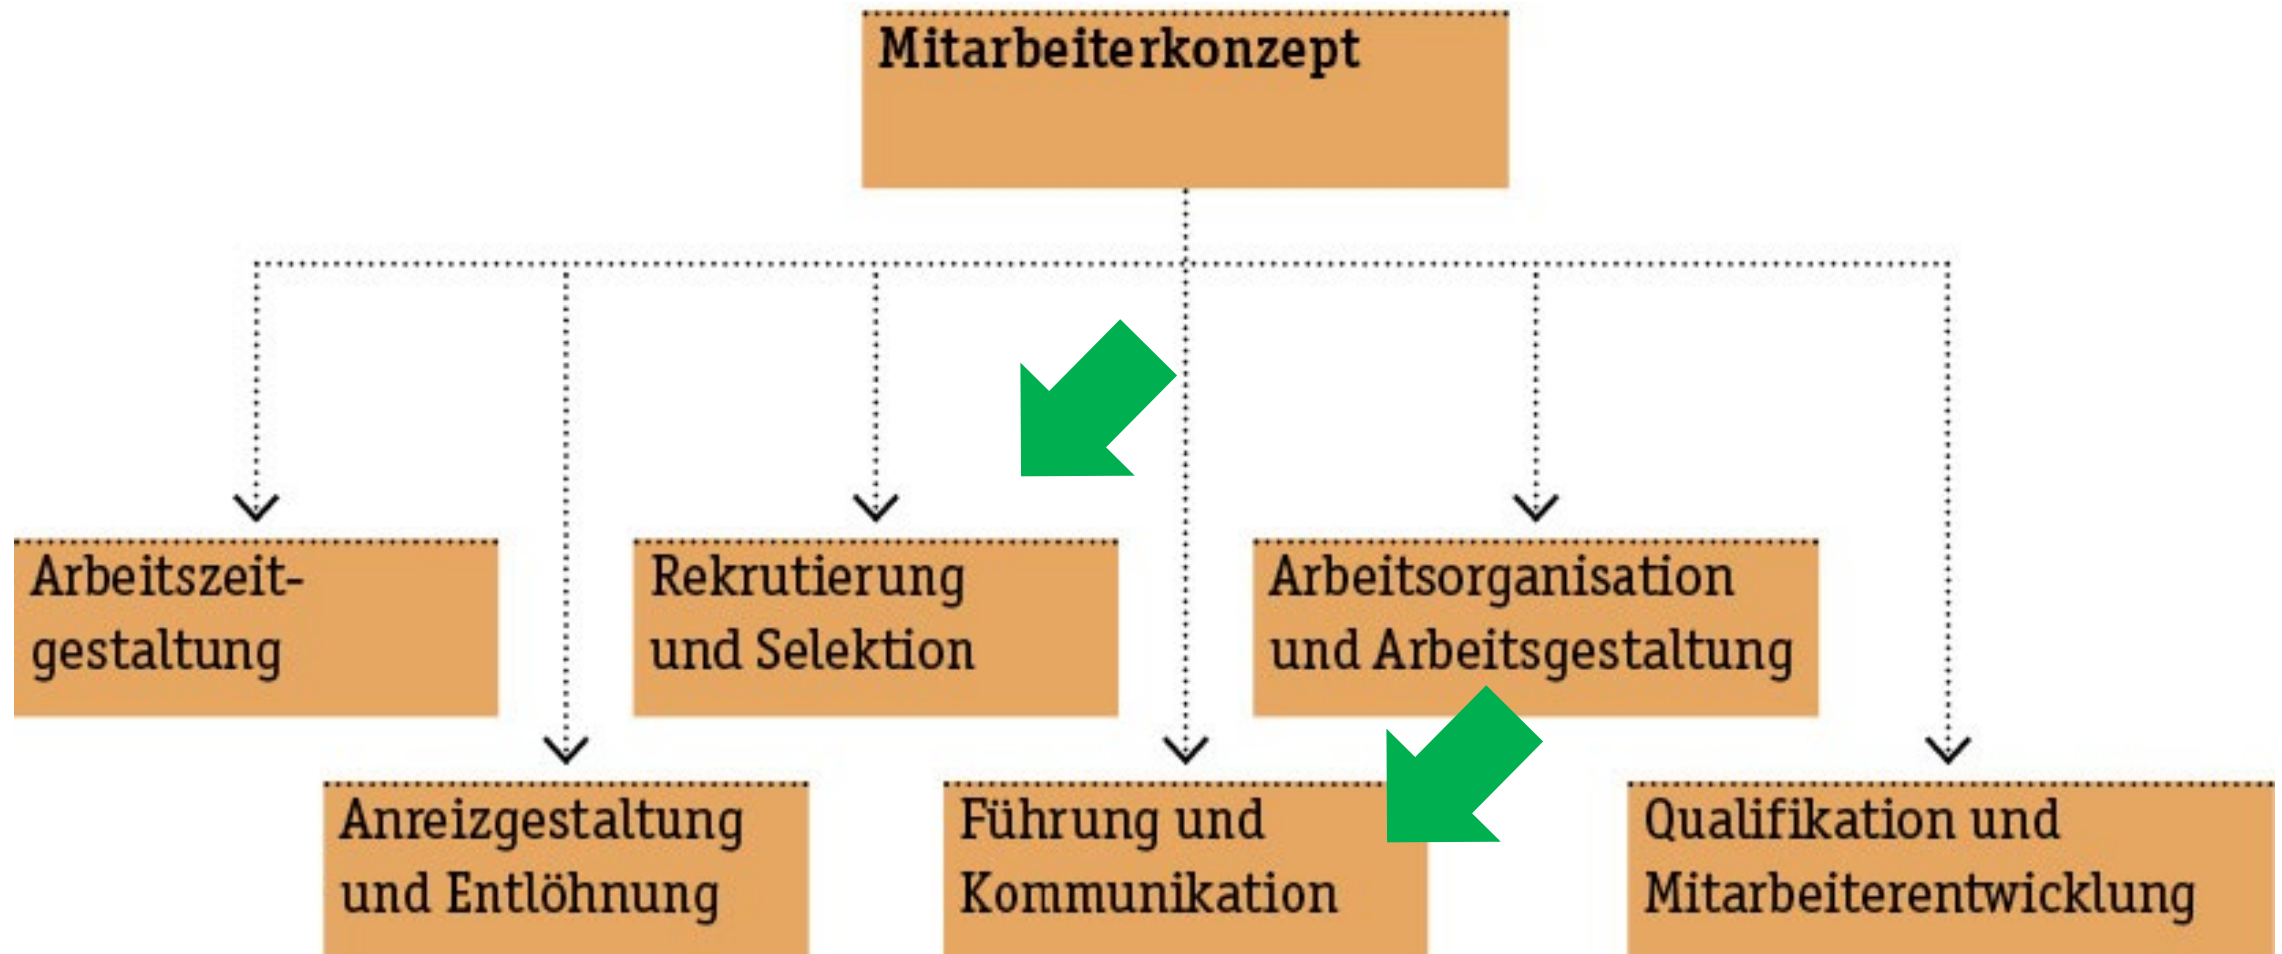 Mitarbeiterkonzept
Arbeitszeit-
gestaltung
Rekrutierung
und Selektion
Arbeitsorganisation
und Arbeitsgestaltung
Anreizgestaltung
und Entlöhnung
Führung und
Kommunikation
Qualifikation und
Mitarbeiterentwicklung